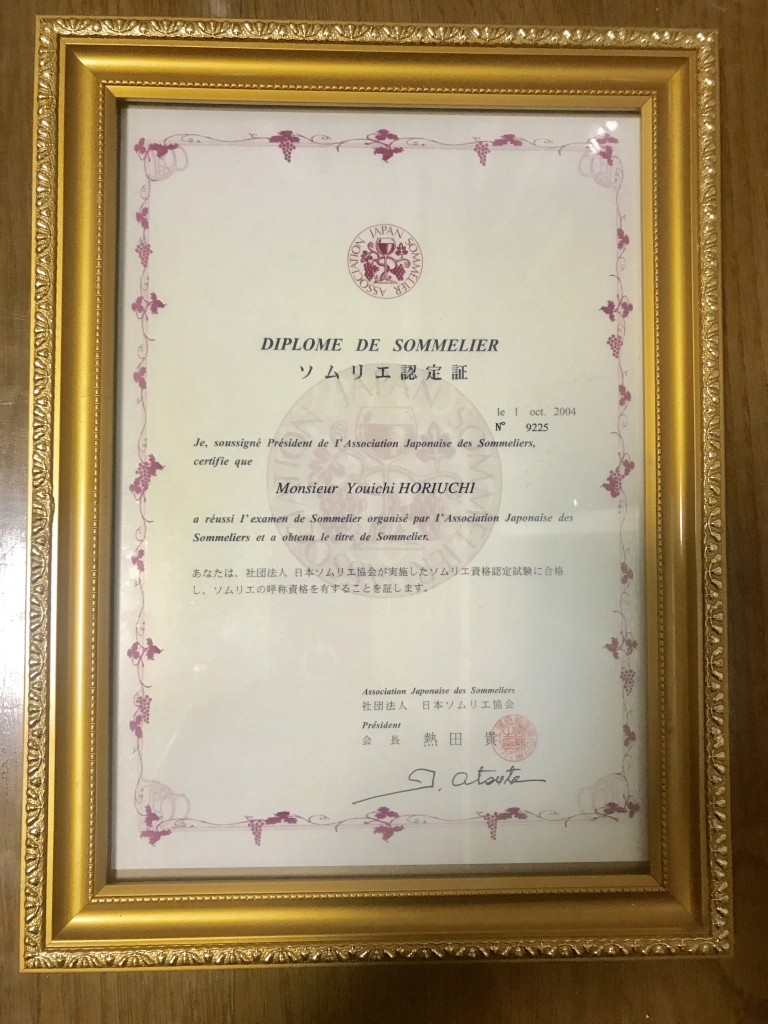 ASSOCIATION JAPAN SOMMELIER
DIPLOME DE SOMMELIER
ソムリエ認定証
le 1 oct. 2004
N° 9225
Je, soussigné Président de l'Association Japonaise des Sommeliers,
certifie que
Monsieur Youichi HORIUCHI
a réussi l'examen de Sommelier organisé par l'Association Japonaise des
Sommeliers et a obtenu le titre de Sommelier.
あなたは、社団法人 日本ソムリエ協会が実施したソムリエ資格認定試験に合格
し、ソムリエの呼称資格を有することを証します。
Association Japonaise des Sommeliers
社団法人 日本ソムリエ協会
Président
会長 熱田 貴
Atsuta